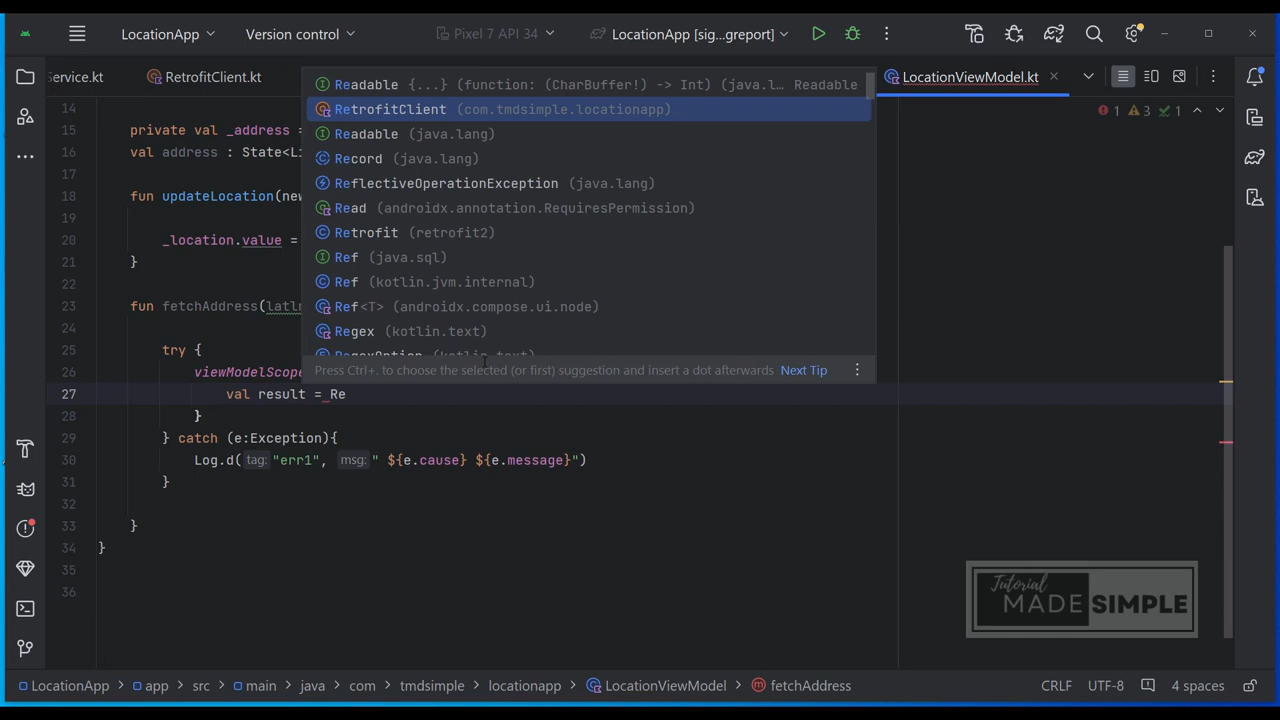 LocationApp
Version control
Pixel 7 API 34
LocationApp [sig...greport]
ervice.kt
RetrofitClient.kt
LocationViewModel.kt
1 3 1
14
15 private val _address =
16 val address : State<Li
17
18 fun updateLocation(new
19
20 _location.value =
21 }
22
23 fun fetchAddress(latln
24
25 try {
26 viewModelScope
27 val result = Re
28 }
29 } catch (e:Exception){
30 Log.d( tag: "err1", msg: " ${e.cause} ${e.message}")
31 }
32
33 }
34 }
35
36
Readable {...} (function: (CharBuffer!) -> Int) (java.l... Readable
RetrofitClient (com.tmdsimple.locationapp)
Readable (java.lang)
Record (java.lang)
ReflectiveOperationException (java.lang)
Read (androidx.annotation.RequiresPermission)
Retrofit (retrofit2)
Ref (java.sql)
Ref (kotlin.jvm.internal)
Ref<T> (androidx.compose.ui.node)
Regex (kotlin.text)
RegexOption (kotlin.text)
Press Ctrl+. to choose the selected (or first) suggestion and insert a dot afterwards Next Tip
Tutorial
MADE SIMPLE
LocationApp > app > src > main > java > com > tmdsimple > locationapp > LocationViewModel > fetchAddress
CRLF UTF-8 4 spaces